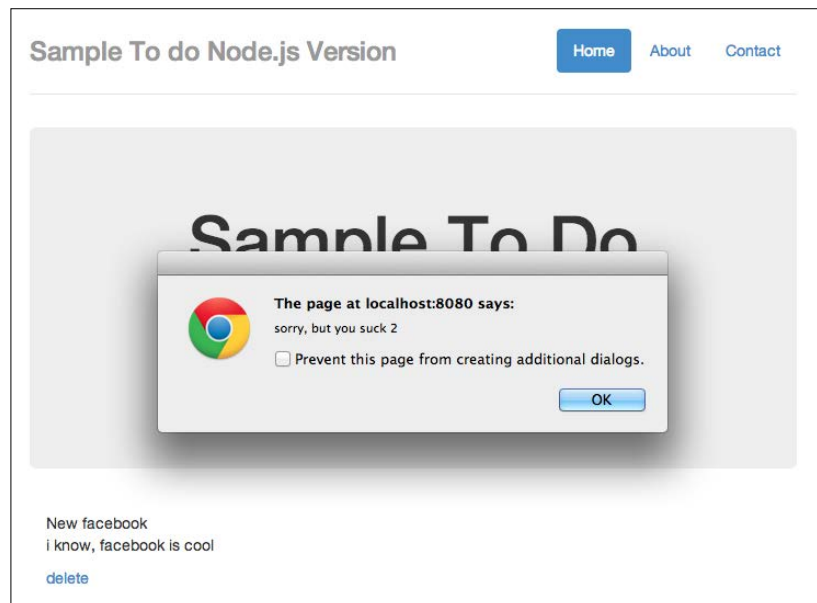 Sample To do Node.js Version
Home About Contact
Sample To Do
The page at localhost:8080 says:
sorry, but you suck 2
Prevent this page from creating additional dialogs.
OK
New facebook
i know, facebook is cool
delete